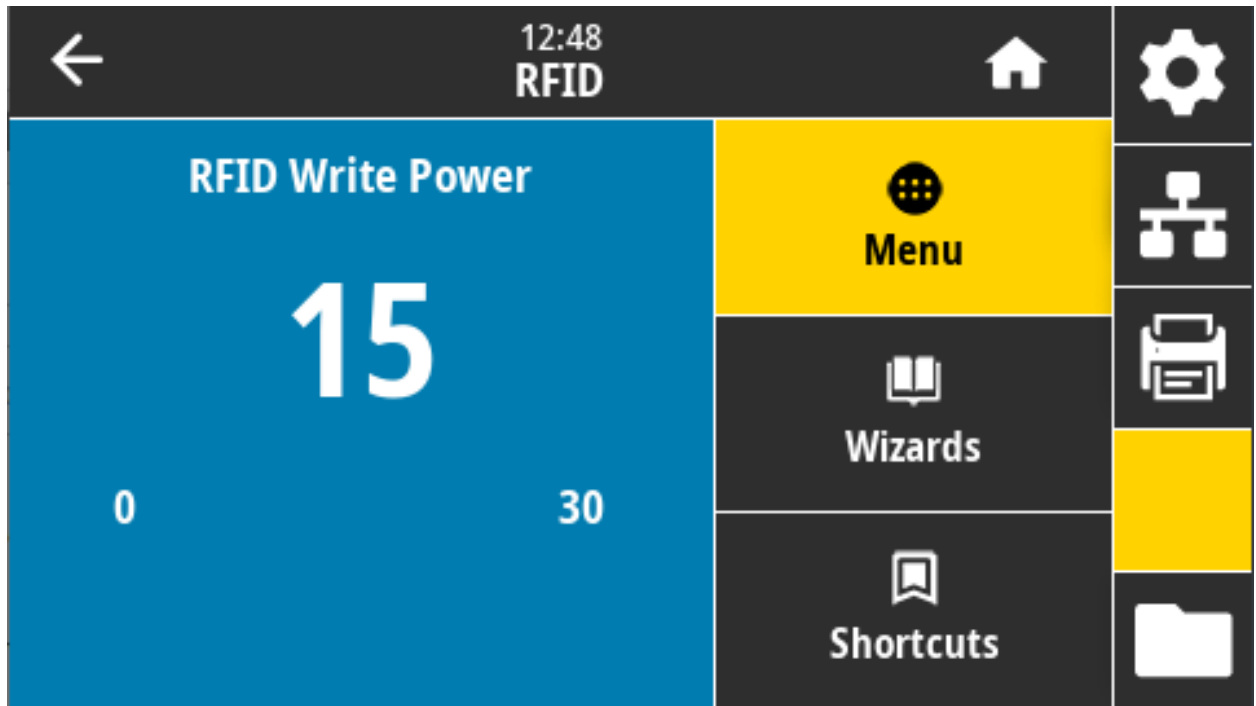 12:48
RFID
RFID Write Power
15
0
30
Menu
Wizards
Shortcuts